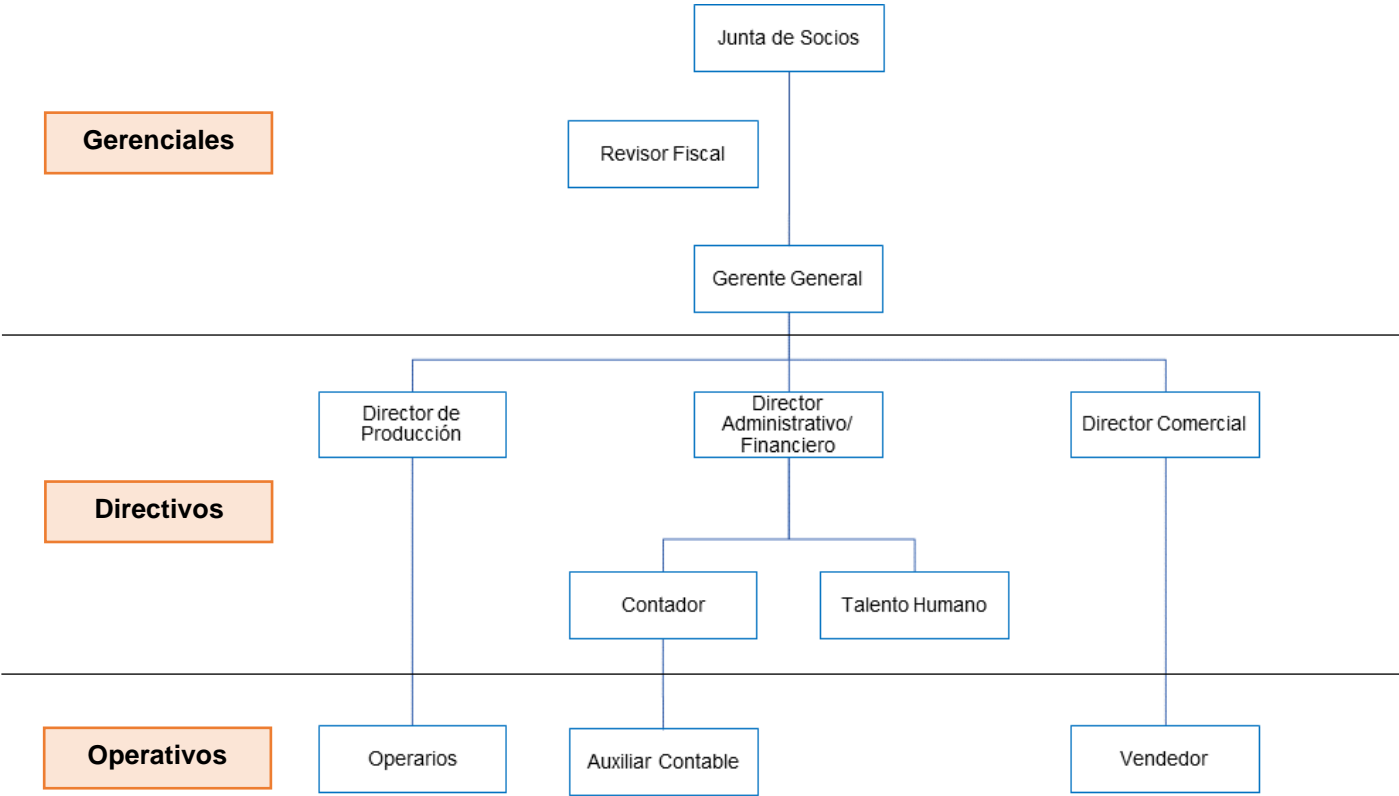 Junta de Socios
Gerenciales
Revisor Fiscal
Gerente General
Director de
Producción
Director
Administrativo/
Financiero
Director Comercial
Directivos
Contador
Talento Humano
Operativos
Operarios
Auxiliar Contable
Vendedor